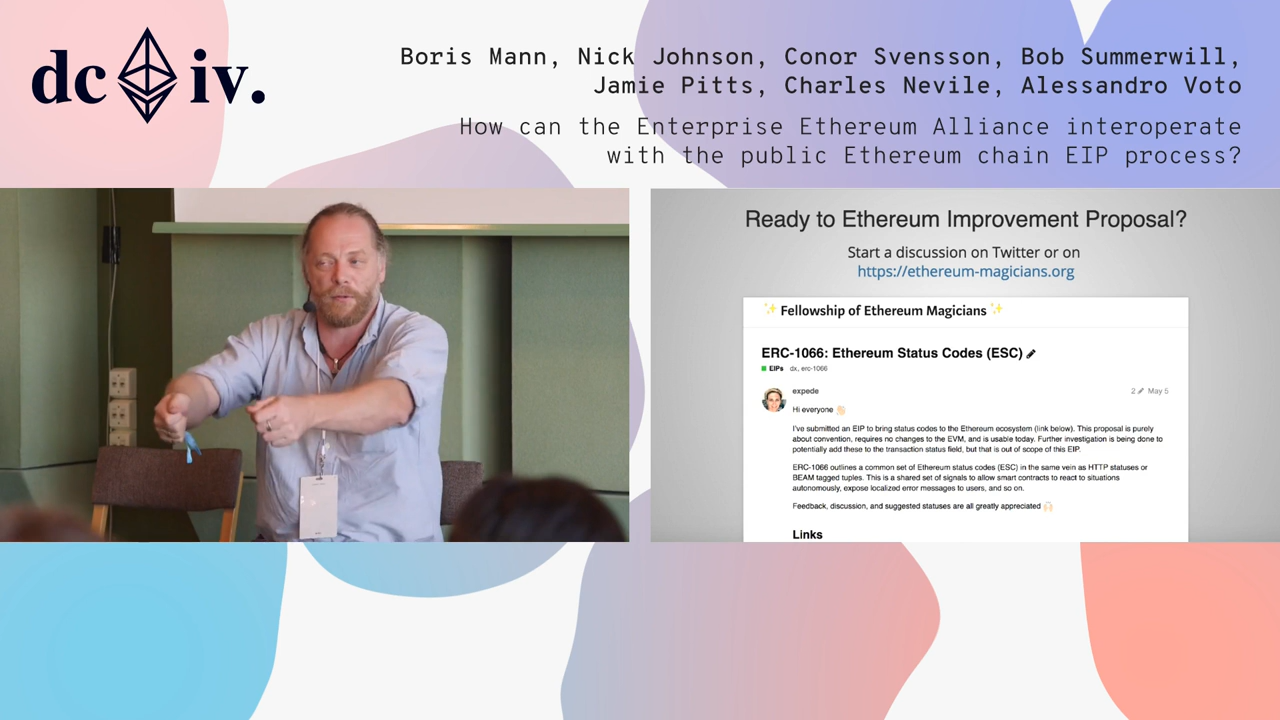 dc iv.
Boris Mann, Nick Johnson, Conor Svensson, Bob Summerwill,
Jamie Pitts, Charles Nevile, Alessandro Voto
How can the Enterprise Ethereum Alliance interoperate
with the public Ethereum chain EIP process?
Ready to Ethereum Improvement Proposal?
Start a discussion on Twitter or on
https://ethereum-magicians.org
Fellowship of Ethereum Magicians
ERC-1066: Ethereum Status Codes (ESC)
EIPs dx, erc-1066
expede 2 May 5
Hi everyone 👋🏻
I've submitted an EIP to bring status codes to the Ethereum ecosystem (link below). This proposal is purely
about convention, requires no changes to the EVM, and is usable today. Further investigation is being done to
potentially add these to the transaction status field, but that is out of scope of this EIP.
ERC-1066 outlines a common set of Ethereum status codes (ESC) in the same vein as HTTP statuses or
BEAM tagged tuples. This is a shared set of signals to allow smart contracts to react to situations
autonomously, expose localized error messages to users, and so on.
Feedback, discussion, and suggested statuses are all greatly appreciated 🙌🏻
Links